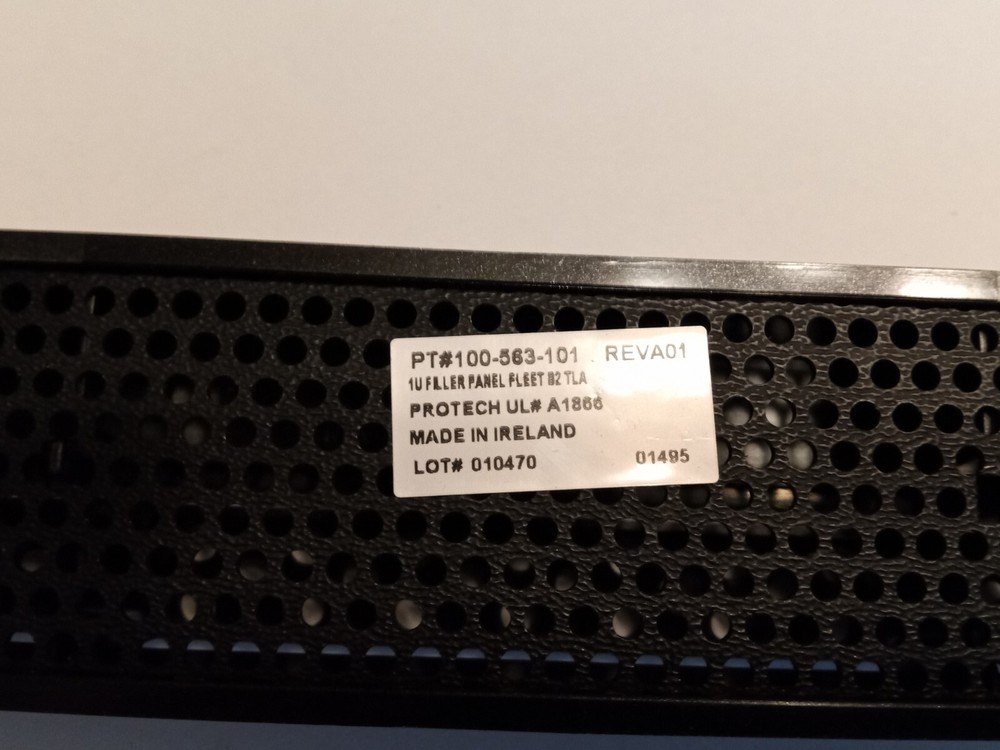 PT#100-563-101 REVA01
1U FILLER PANEL FLEET B2 TLA
PROTECH UL# A1866
MADE IN IRELAND
LOT# 010470 01495